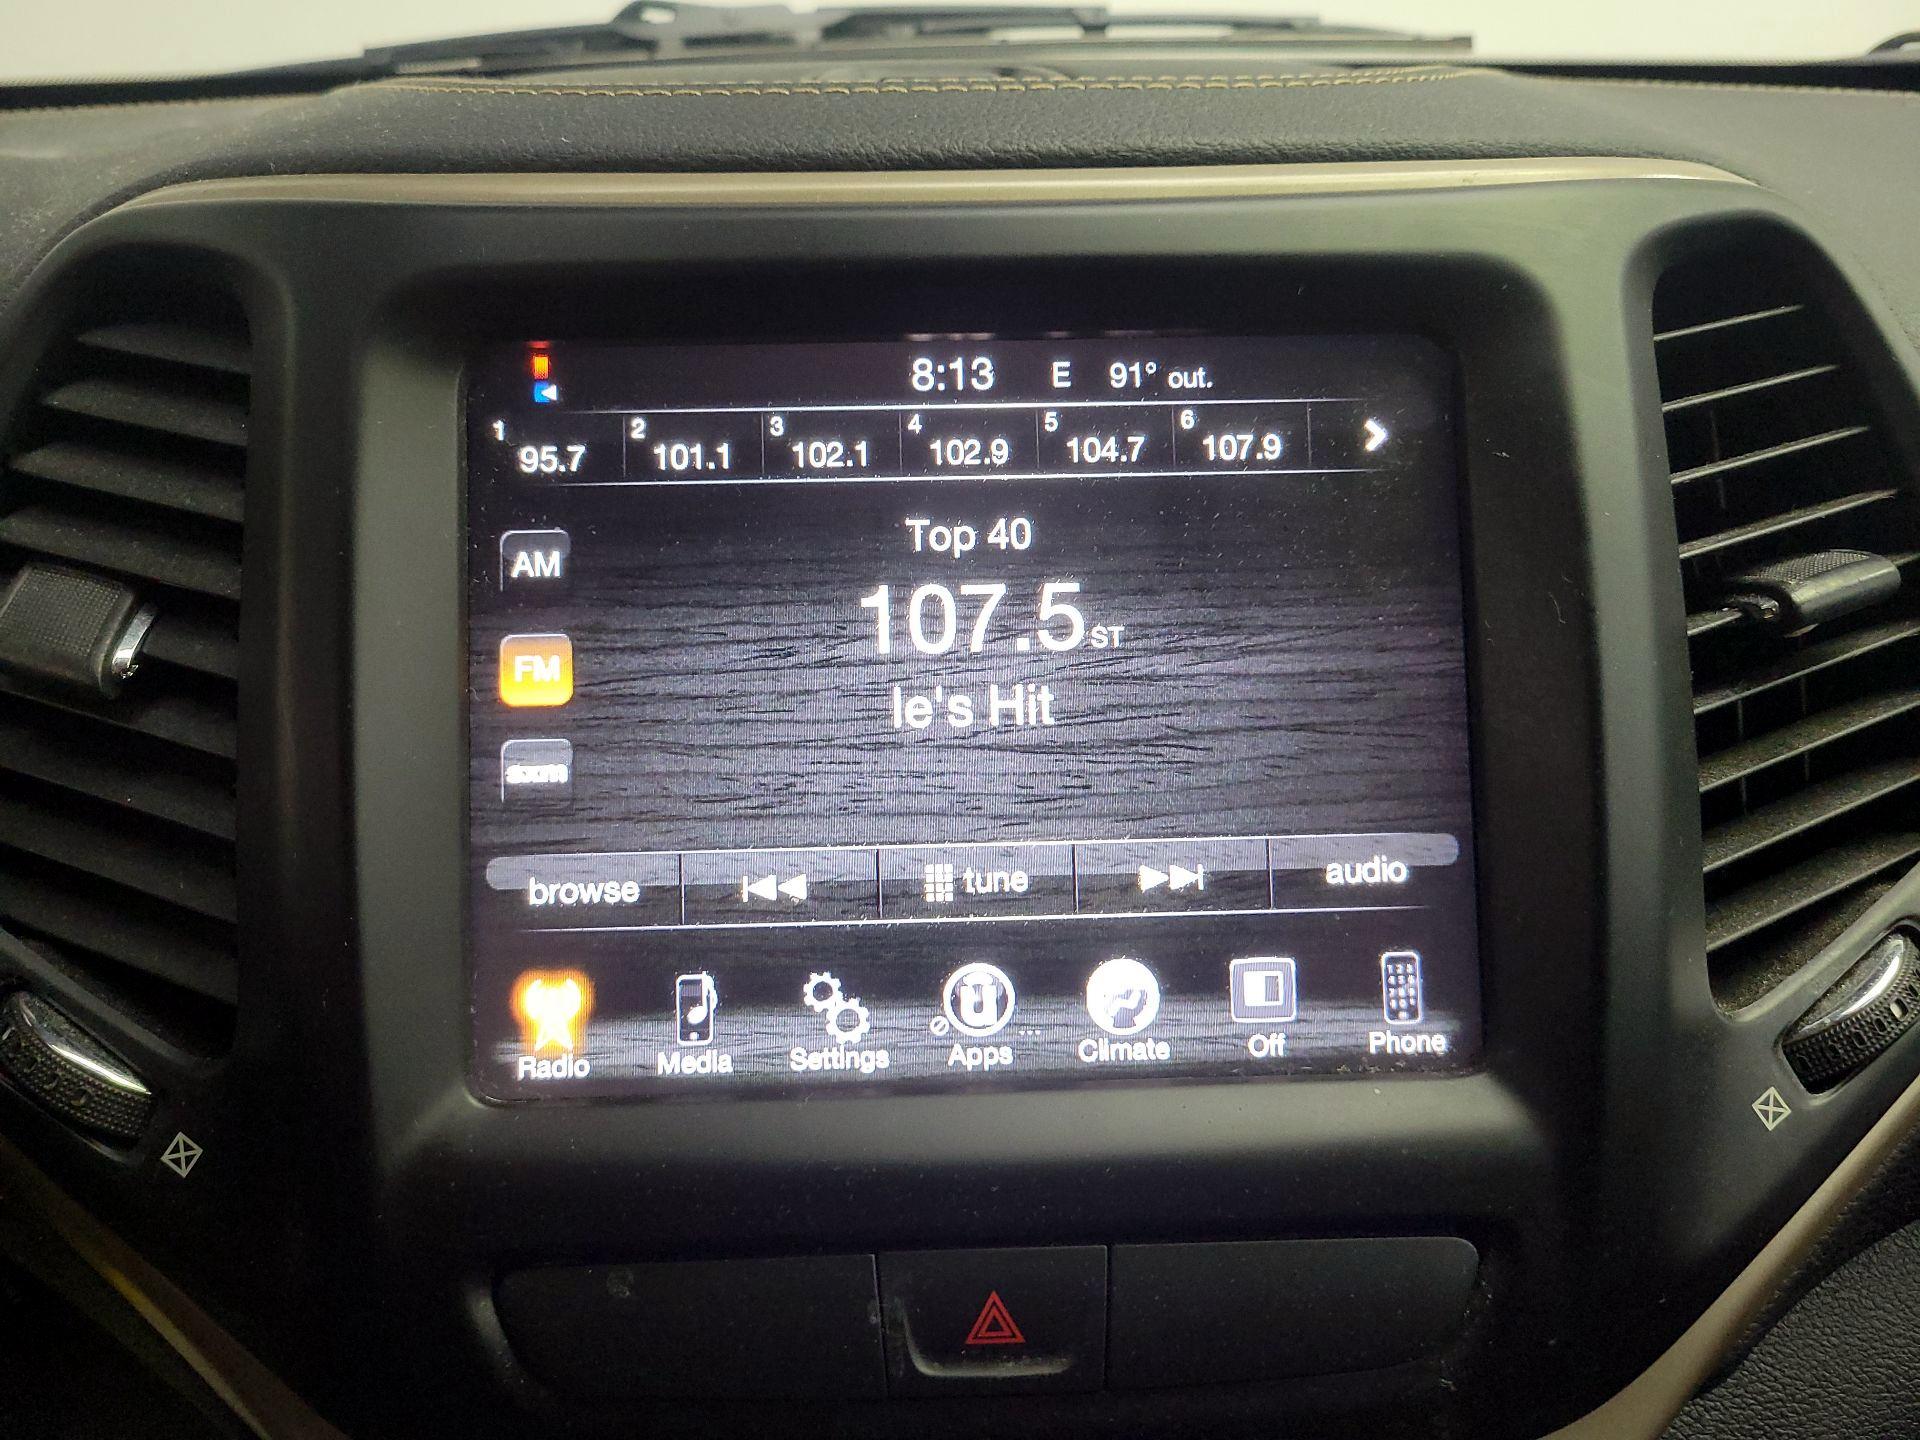 8:13 E 91° out.
1 95.7 2 101.1 3 102.1 4 102.9 5 104.7 6 107.9
Top 40
AM
107.5 ST
FM
le's Hit
sxm
browse tune audio
Radio Media Settings Apps Climate Off Phone